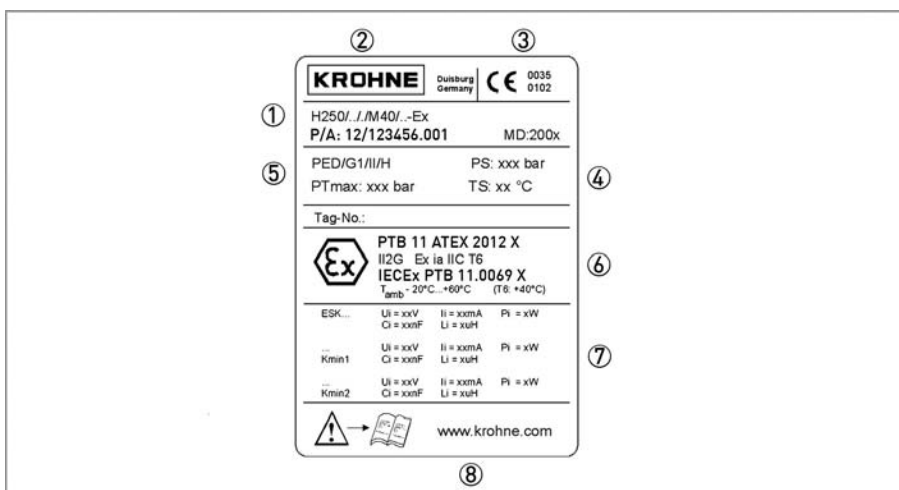 ② ③
KROHNE Duisburg Germany CE 0035 0102
① H250/.././M40/..-Ex
P/A: 12/123456.001 MD:200x
⑤ PED/G1/II/H PS: xxx bar ④
PTmax: xxx bar TS: xx °C
Tag-No.:
Ex PTB 11 ATEX 2012 X
II2G Ex ia IIC T6 ⑥
IECEx PTB 11.0069 X
Tamb - 20°C...+60°C (T6: +40°C)
ESK... Ui = xxV Ii = xxmA Pi = xW
Ci = xxnF Li = xuH
... Ui = xxV Ii = xxmA Pi = xW ⑦
Kmin1 Ci = xxnF Li = xuH
... Ui = xxV Ii = xxmA Pi = xW
Kmin2 Ci = xxnF Li = xuH
www.krohne.com
⑧